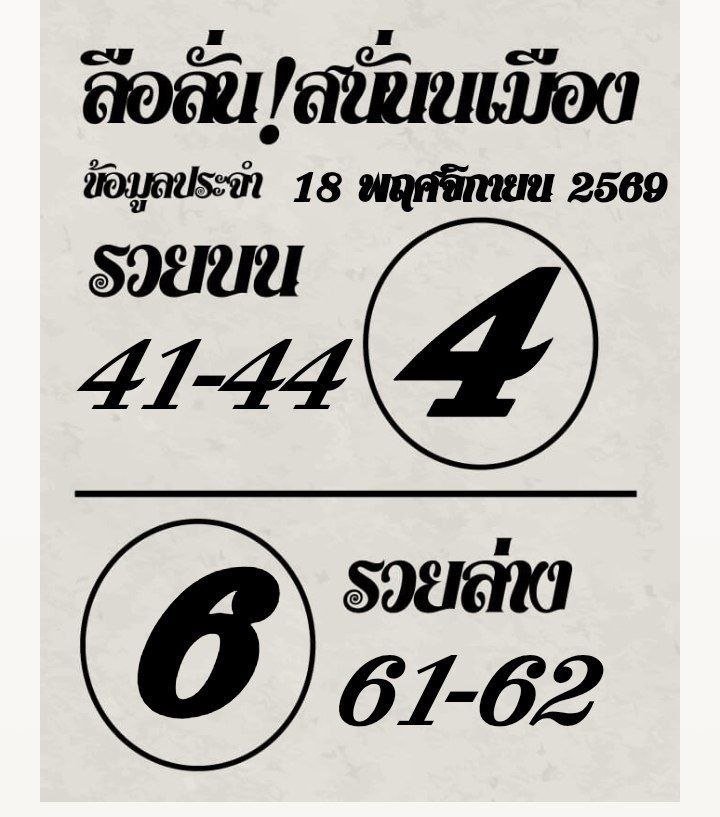 ลือลั่น!สนั่นนเมือง
ข้อมูลประจำ 18 พฤศจิกายน 2569
รวยบน
41-44 4
6 รวยล่าง
61-62